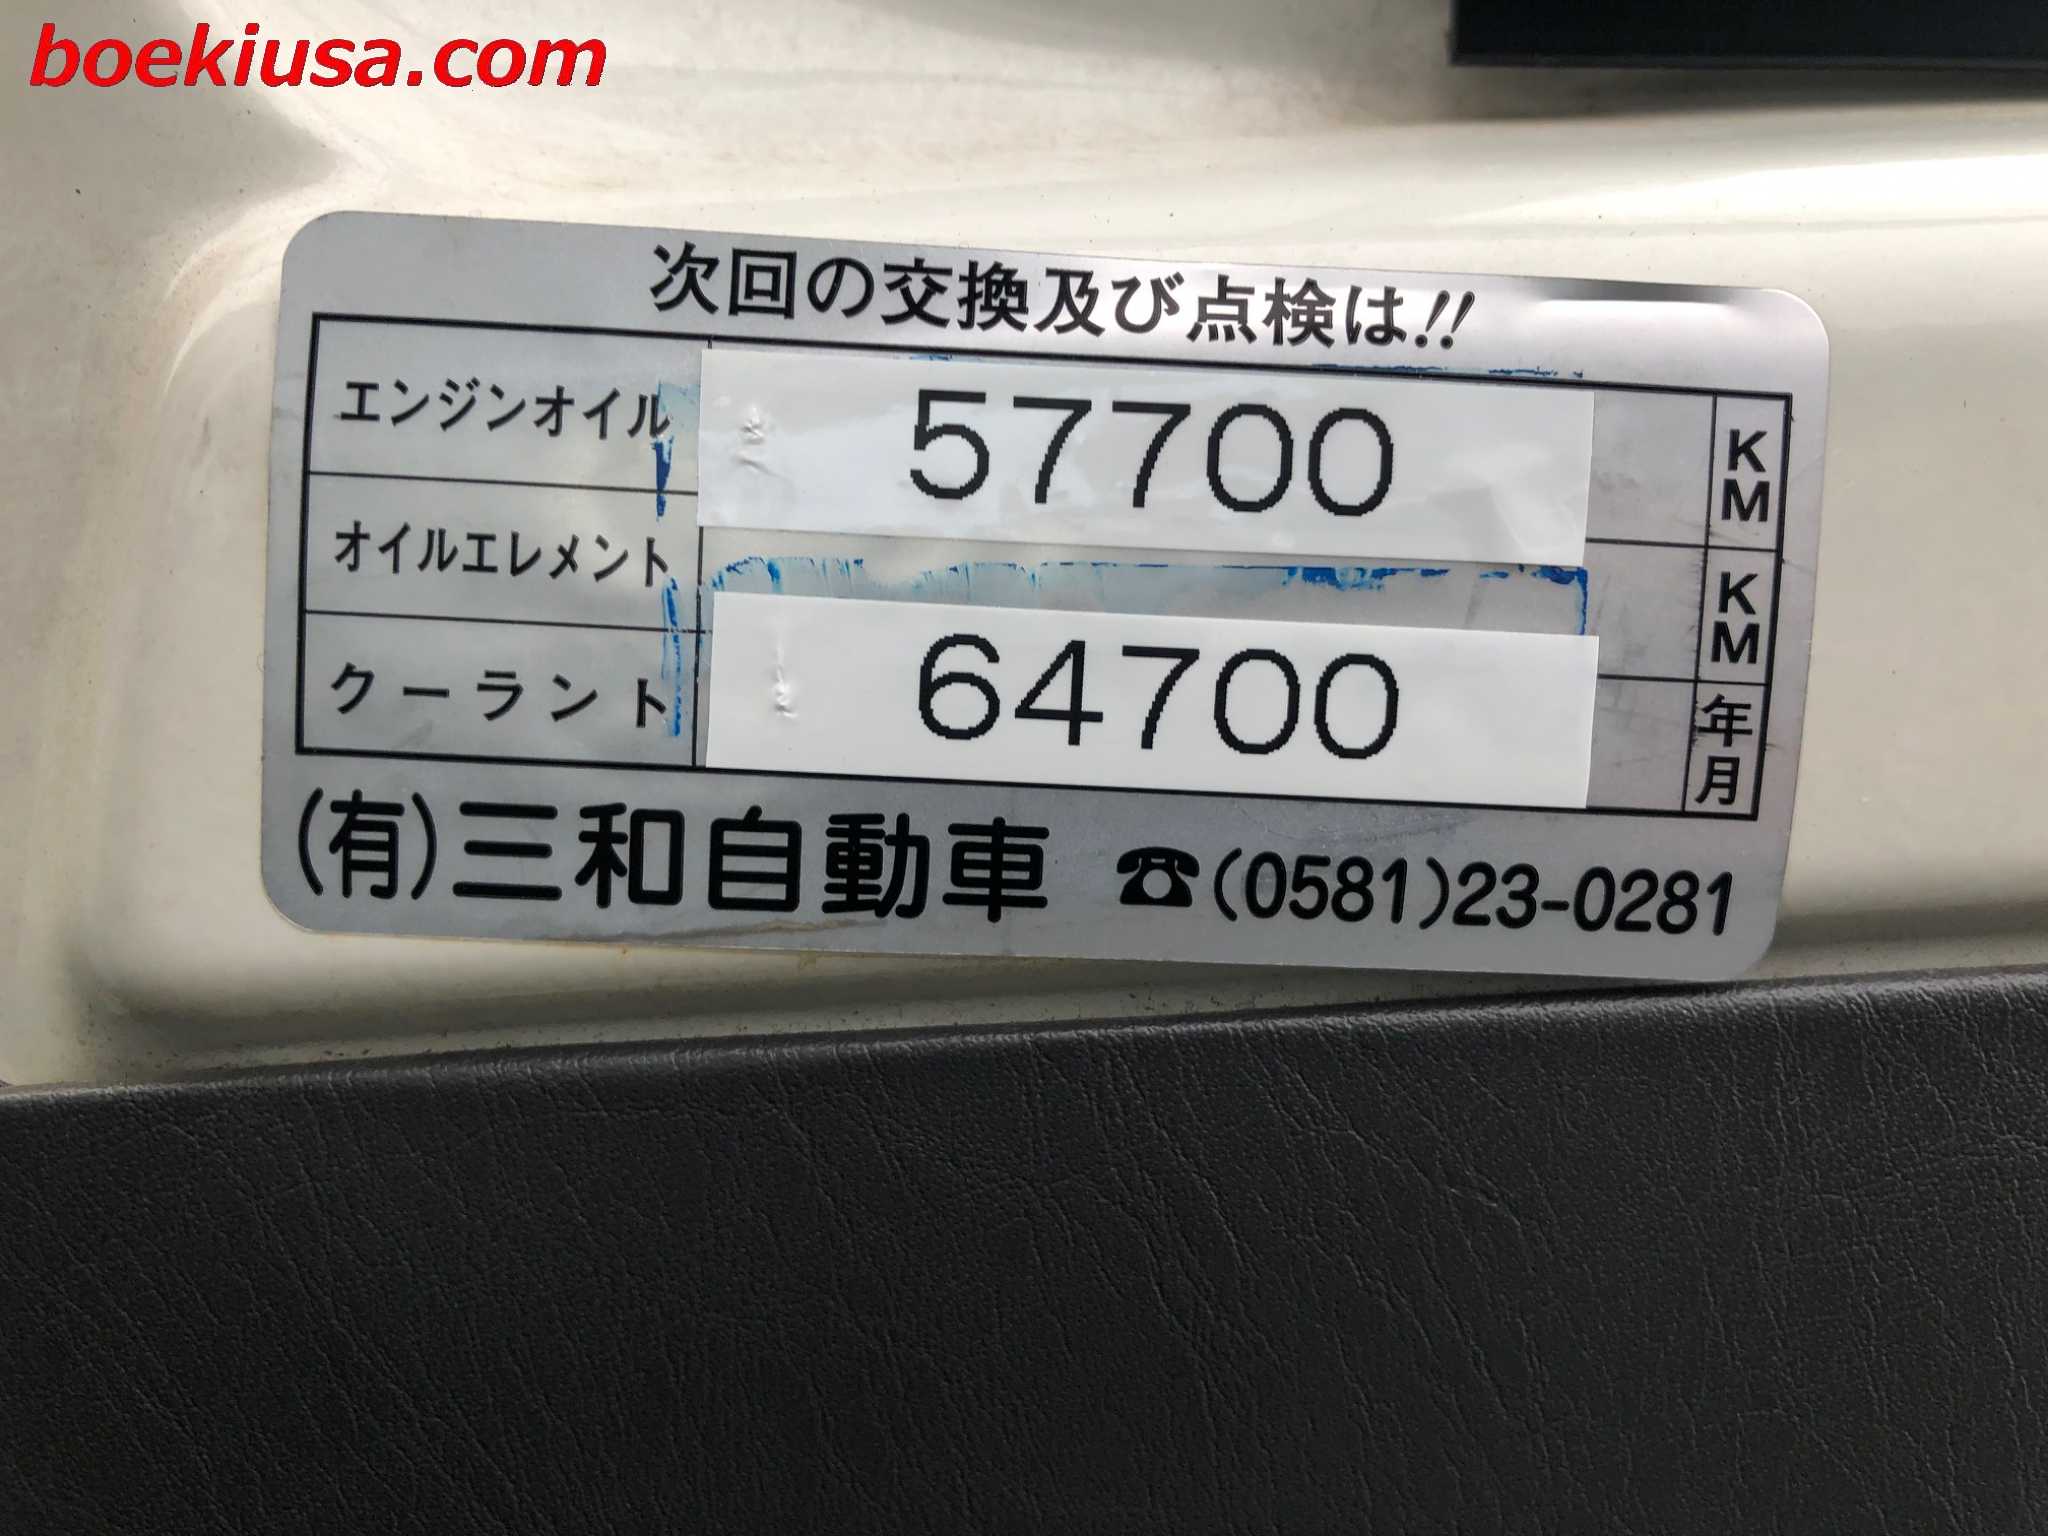 boekiusa.com
次回の交換及び点検は!!
エンジンオイル 57700 KM
オイルエレメント KM
クーラント 64700 年月
(有)三和自動車 ☎(0581)23-0281